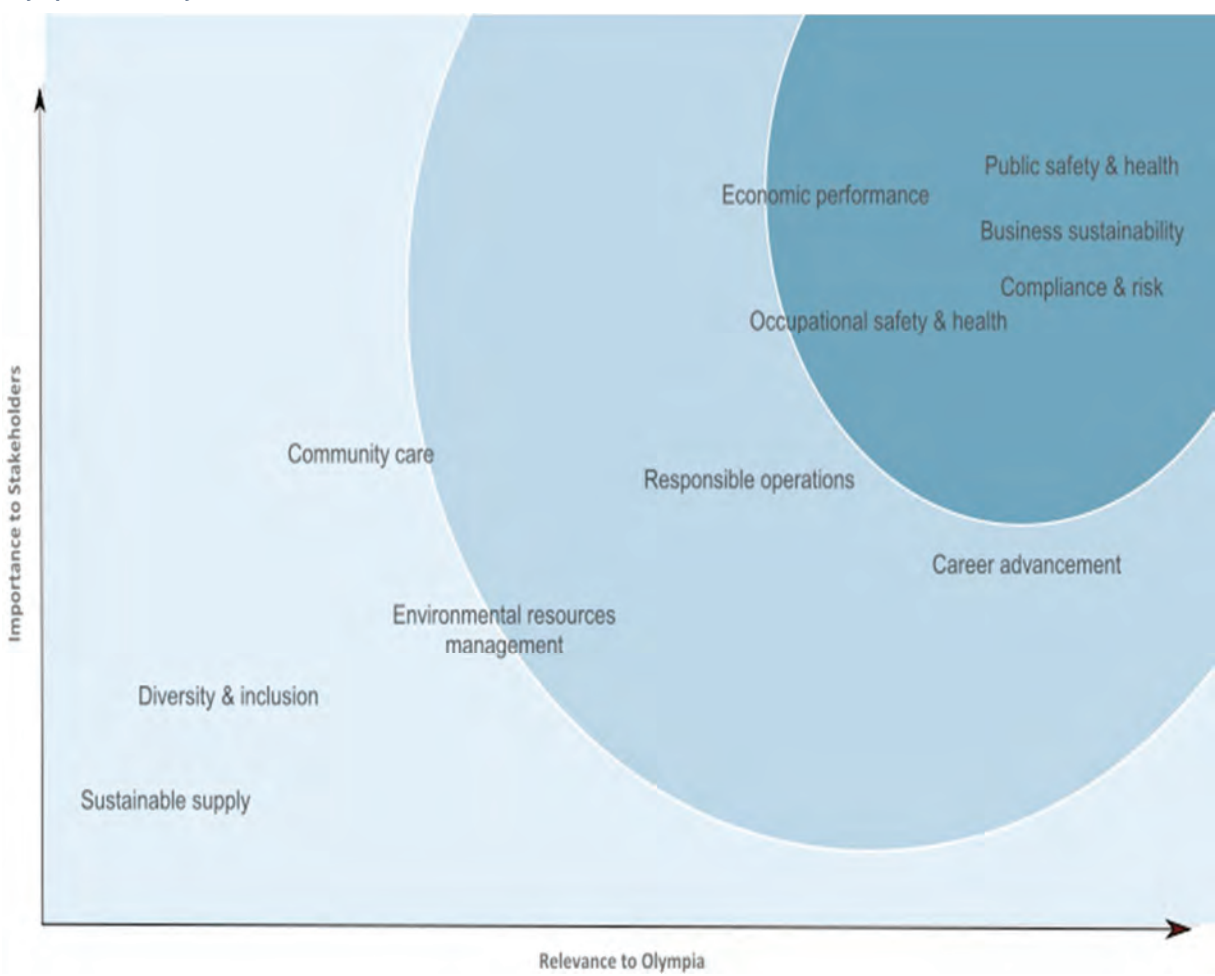 Public safety & health
Economic performance
Business sustainability
Compliance & risk
Occupational safety & health
Community care
Responsible operations
Career advancement
Environmental resources
management
Diversity & inclusion
Sustainable supply
Importance to Stakeholders
Relevance to Olympia